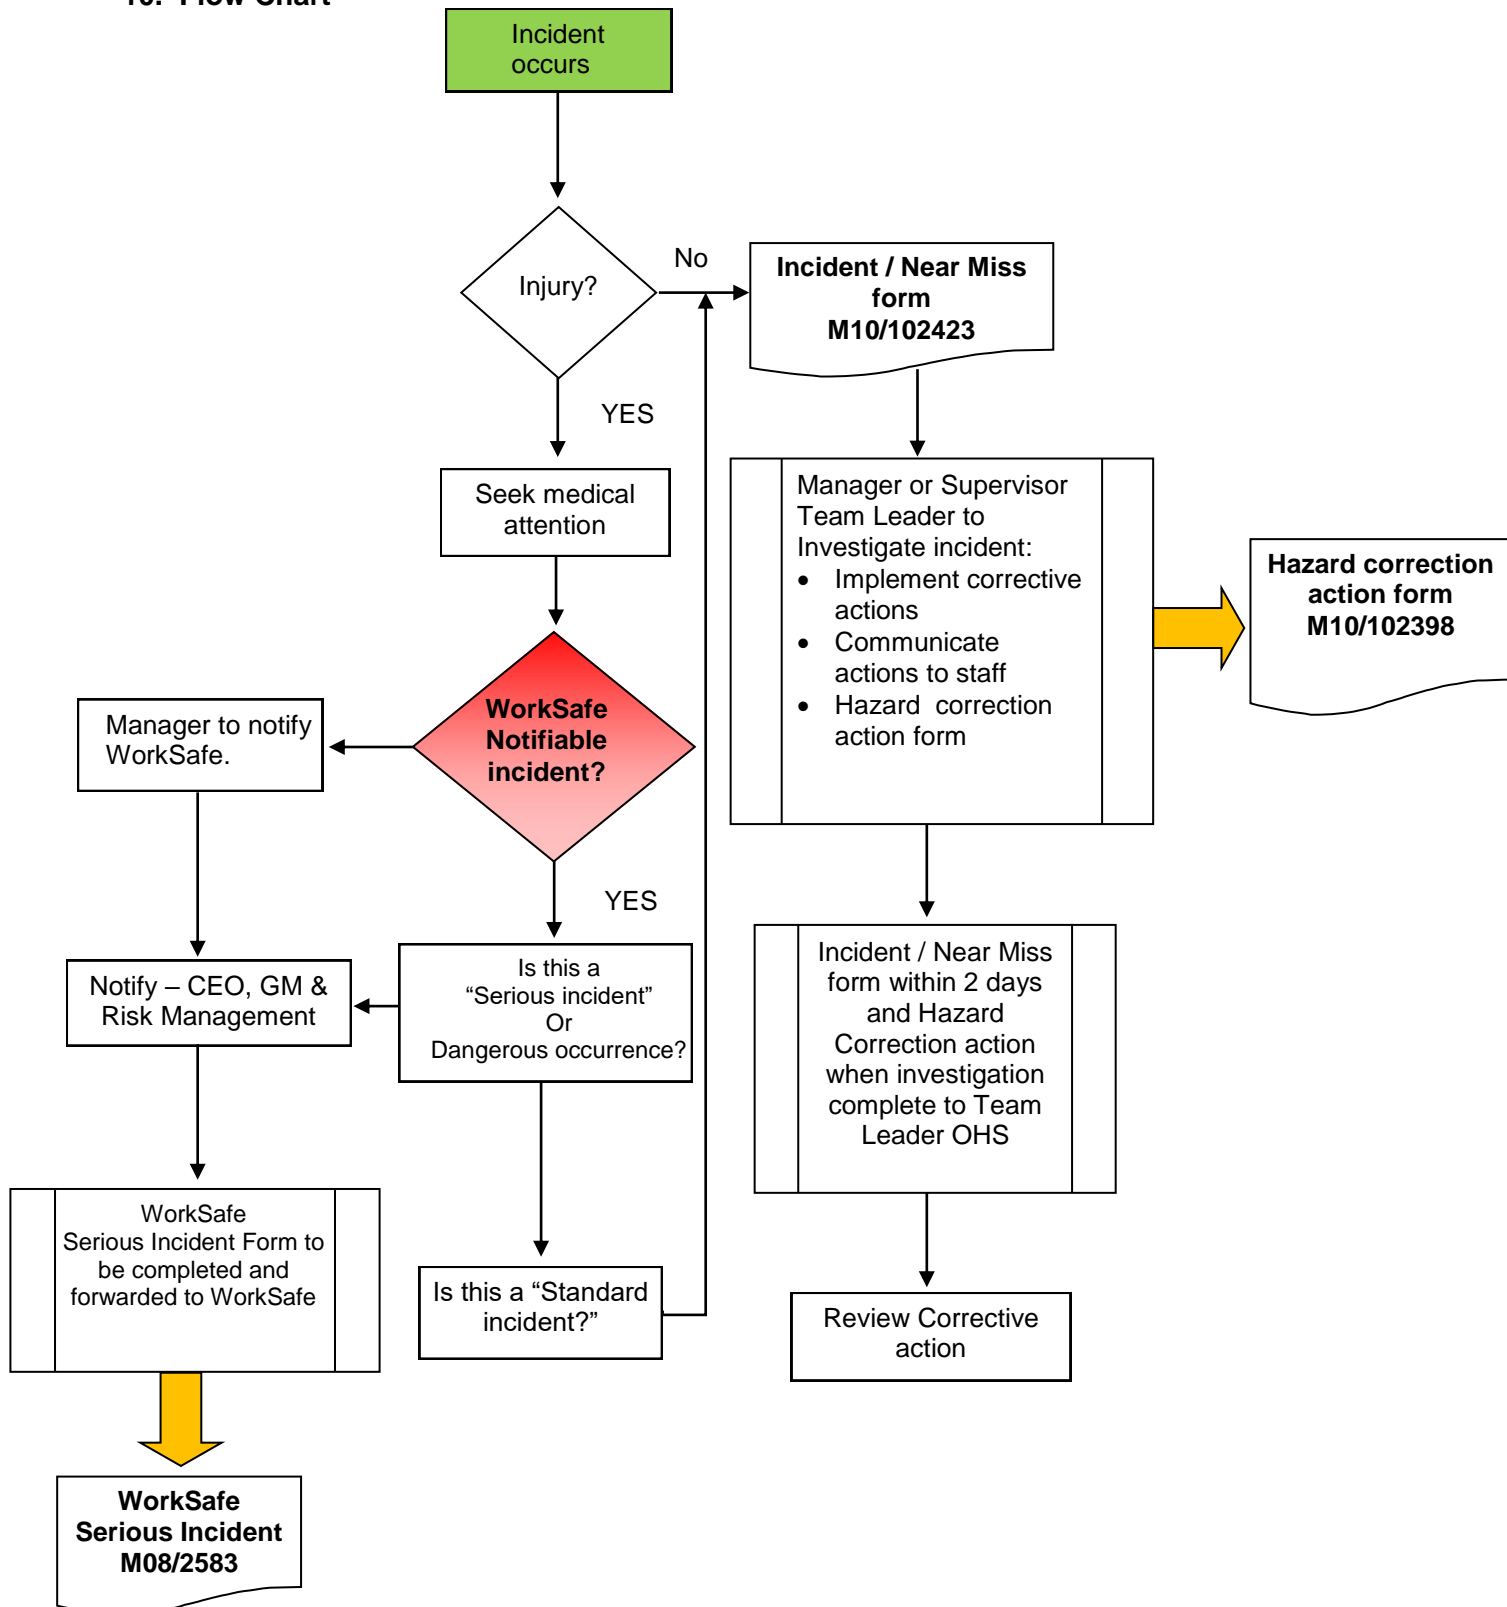 10. Flow Chart
Incident
occurs
Injury?
No
Incident / Near Miss
form
M10/102423
YES
Seek medical
attention
Manager or Supervisor
Team Leader to
Investigate incident:
• Implement corrective
actions
• Communicate
actions to staff
• Hazard correction
action form
Hazard correction
action form
M10/102398
WorkSafe
Notifiable
incident?
Manager to notify
WorkSafe.
YES
Is this a
“Serious incident”
Or
Dangerous occurrence?
Notify – CEO, GM &
Risk Management
Incident / Near Miss
form within 2 days
and Hazard
Correction action
when investigation
complete to Team
Leader OHS
WorkSafe
Serious Incident Form to
be completed and
forwarded to WorkSafe
Is this a “Standard
incident?”
Review Corrective
action
WorkSafe
Serious Incident
M08/2583